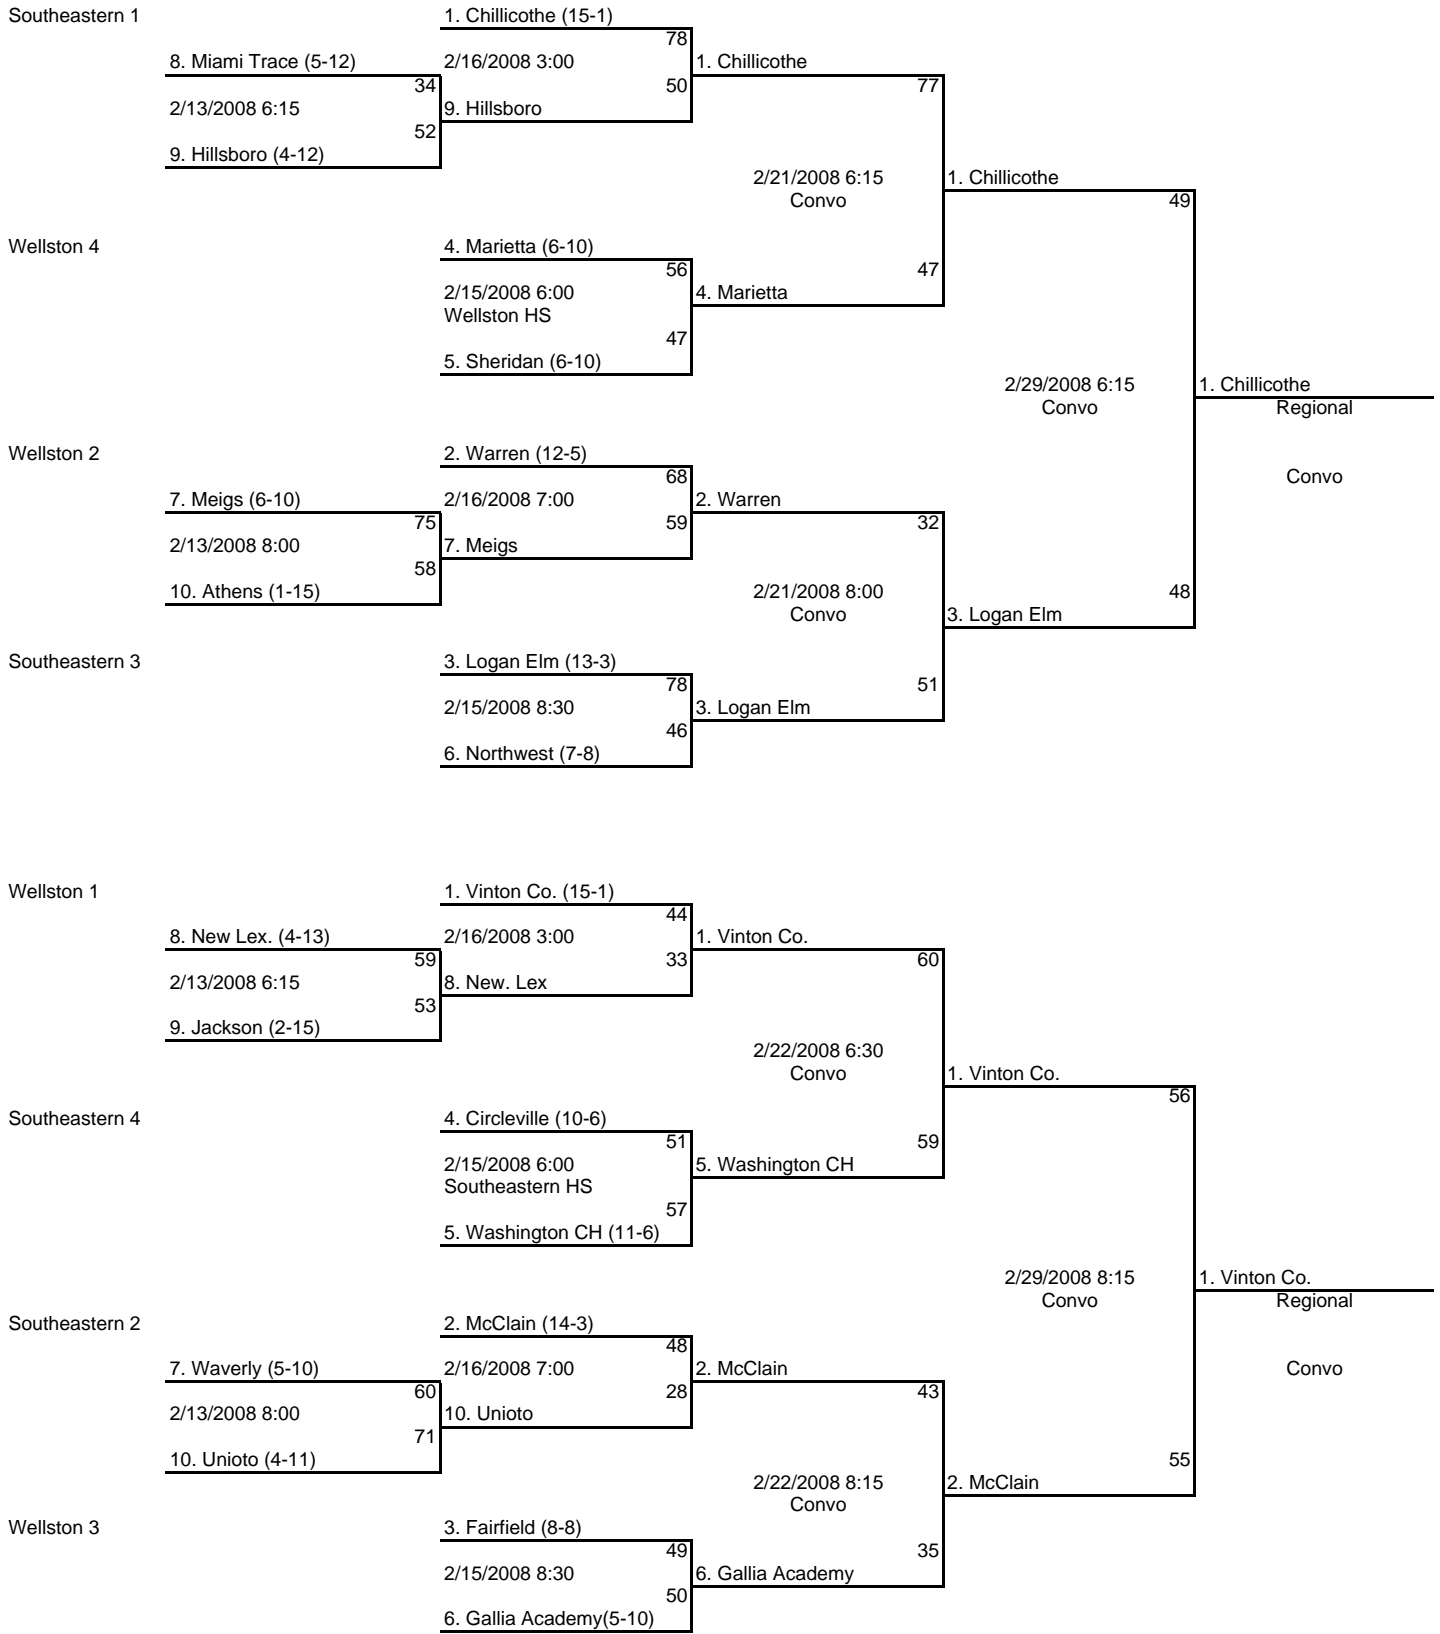 Southeastern 1
1. Chillicothe (15-1)
78
8. Miami Trace (5-12)
2/16/2008 3:00
1. Chillicothe
34
50
77
2/13/2008 6:15
9. Hillsboro
52
9. Hillsboro (4-12)
2/21/2008 6:15
1. Chillicothe
Convo
49
Wellston 4
4. Marietta (6-10)
56
47
2/15/2008 6:00
4. Marietta
Wellston HS
47
5. Sheridan (6-10)
2/29/2008 6:15
1. Chillicothe
Convo
Regional
Wellston 2
2. Warren (12-5)
68
Convo
7. Meigs (6-10)
2/16/2008 7:00
2. Warren
75
59
32
2/13/2008 8:00
7. Meigs
58
10. Athens (1-15)
2/21/2008 8:00
48
Convo
3. Logan Elm
Southeastern 3
3. Logan Elm (13-3)
78
51
2/15/2008 8:30
3. Logan Elm
46
6. Northwest (7-8)
Wellston 1
1. Vinton Co. (15-1)
44
8. New Lex. (4-13)
2/16/2008 3:00
1. Vinton Co.
59
33
60
2/13/2008 6:15
8. New. Lex
53
9. Jackson (2-15)
2/22/2008 6:30
Convo
1. Vinton Co.
56
Southeastern 4
4. Circleville (10-6)
51
59
2/15/2008 6:00
5. Washington CH
Southeastern HS
57
5. Washington CH (11-6)
2/29/2008 8:15
1. Vinton Co.
Convo
Regional
Southeastern 2
2. McClain (14-3)
48
7. Waverly (5-10)
2/16/2008 7:00
2. McClain
Convo
60
28
43
2/13/2008 8:00
10. Unioto
71
10. Unioto (4-11)
55
2/22/2008 8:15
2. McClain
Convo
Wellston 3
3. Fairfield (8-8)
49
35
2/15/2008 8:30
6. Gallia Academy
50
6. Gallia Academy(5-10)